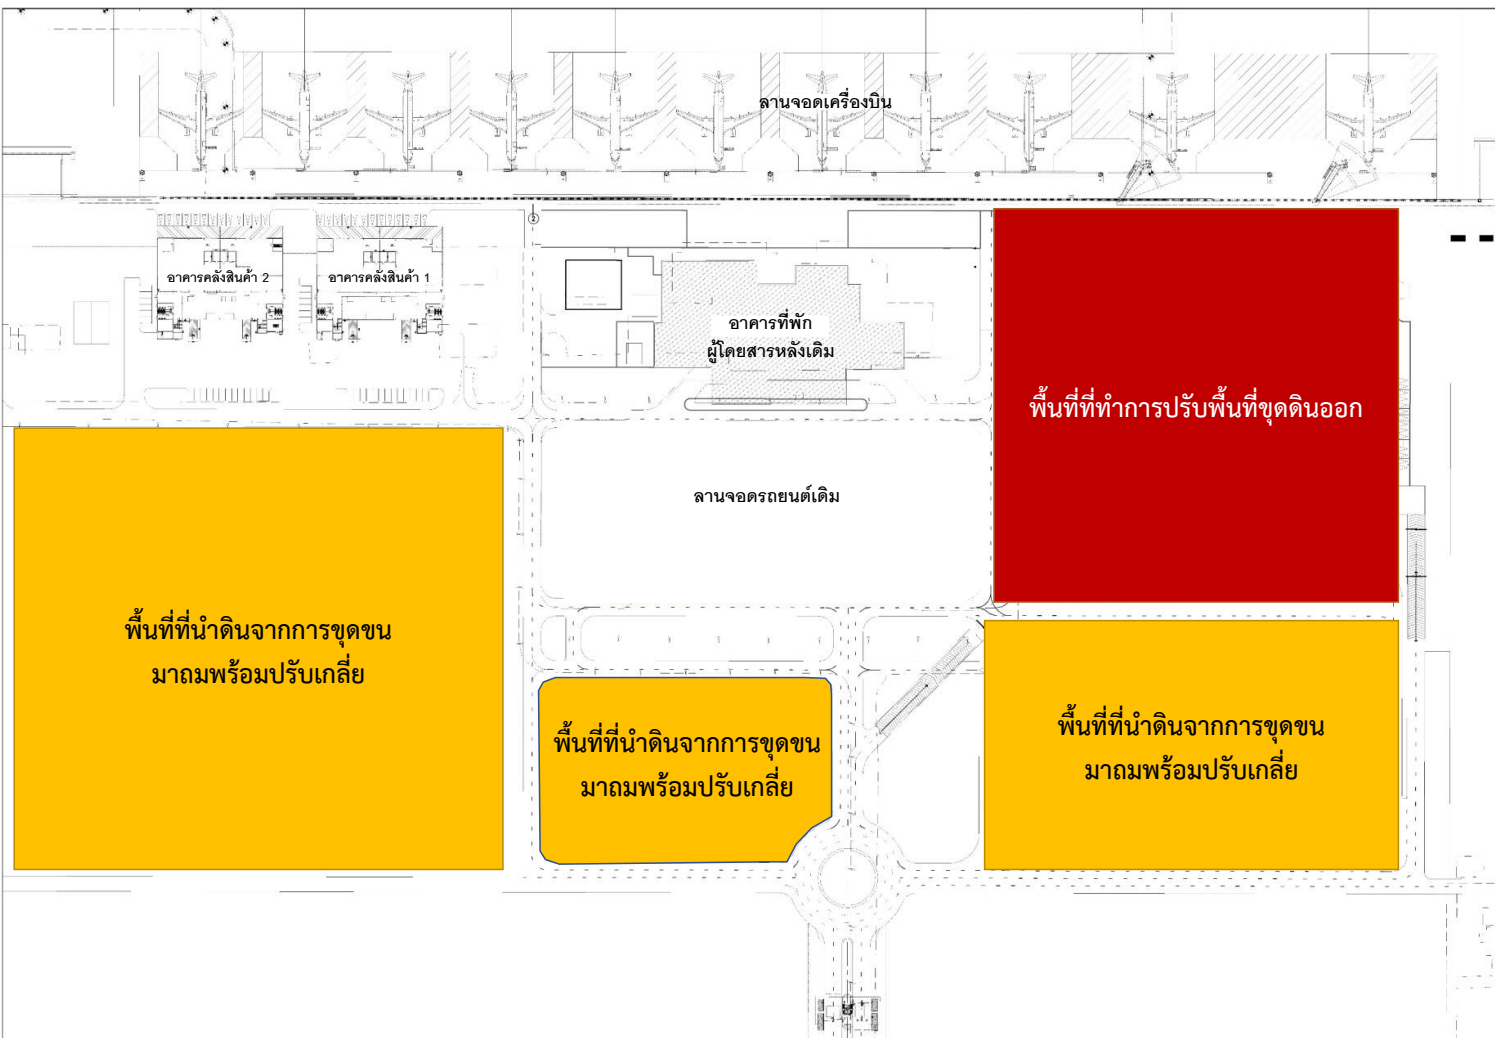 ลานจอดเครื่องบิน
2
อาคารคลังสินค้า 2
อาคารคลังสินค้า 1
อาคารที่พัก
ผู้โดยสารหลังเดิม
พื้นที่ที่ทำการปรับพื้นที่ขุดดินออก
ลานจอดรถยนต์เดิม
พื้นที่ที่นำดินจากการขุดขน
มาถมพร้อมปรับเกลี่ย
พื้นที่ที่นำดินจากการขุดขน
มาถมพร้อมปรับเกลี่ย
พื้นที่ที่นำดินจากการขุดขน
มาถมพร้อมปรับเกลี่ย